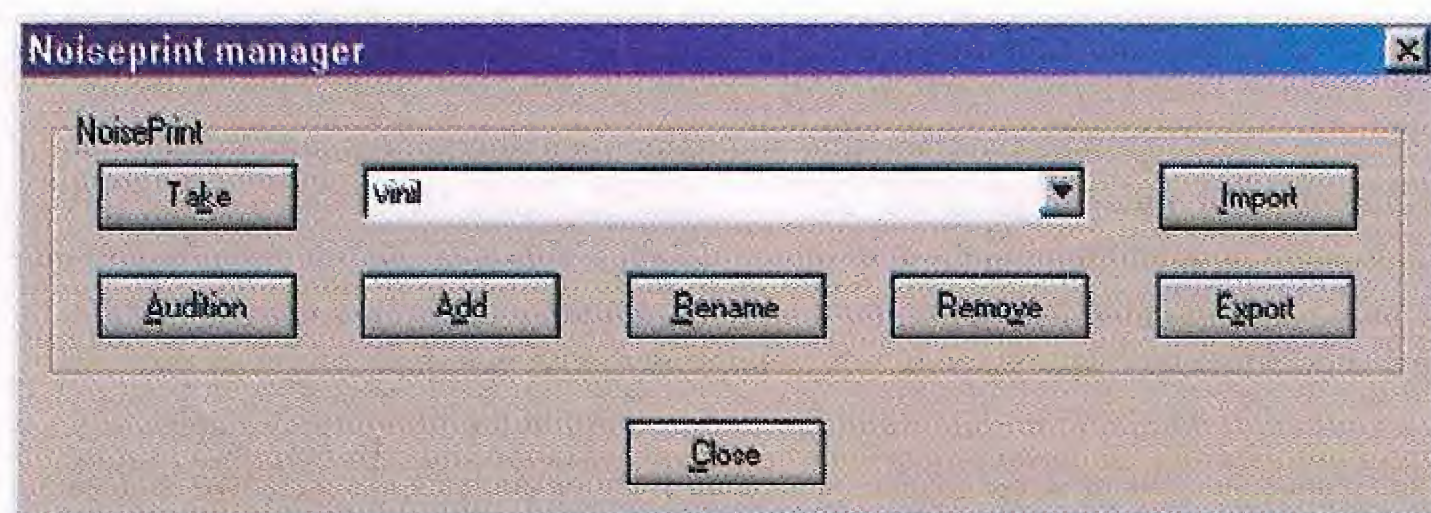 Noiseprint manager
NoisePrint
Take vinil Import
Audition Add Rename Remove Export
Close